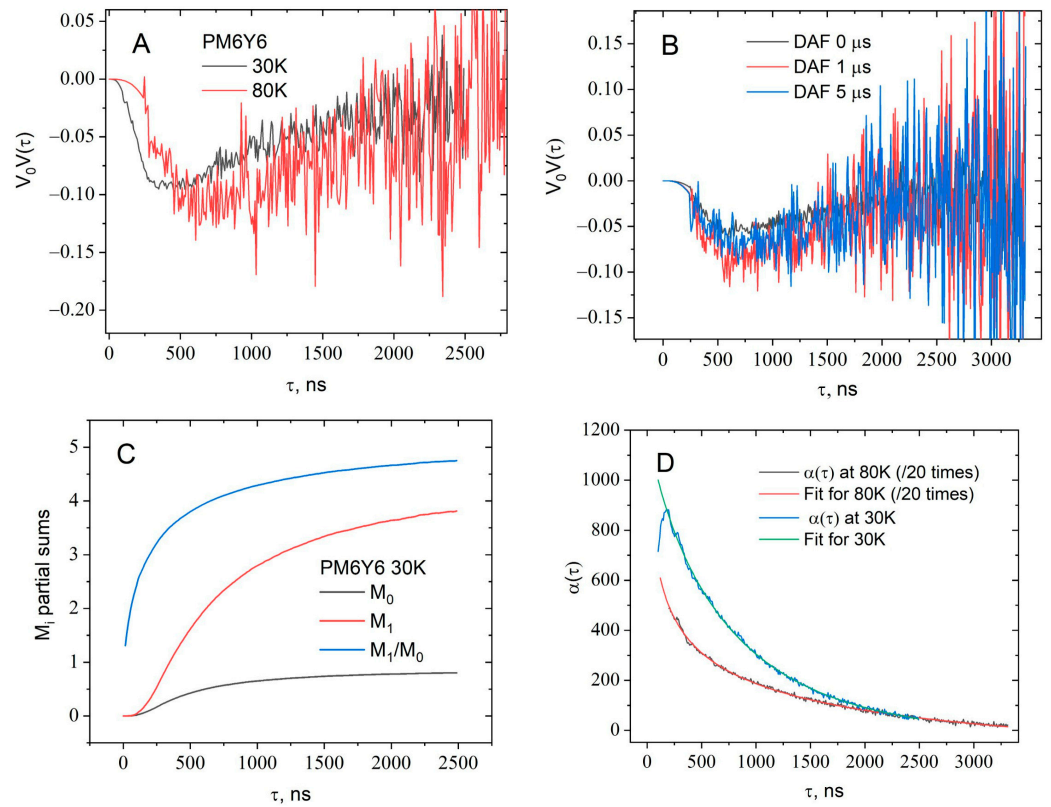 A
PM6Y6
30K
80K
0.05
0.00
−0.05
−0.10
−0.15
−0.20
V0V(τ)
0 500 1000 1500 2000 2500
τ, ns
B
DAF 0 μs
DAF 1 μs
DAF 5 μs
0.15
0.10
0.05
0.00
−0.05
−0.10
−0.15
V0V(τ)
0 500 1000 1500 2000 2500 3000
τ, ns
C
5
4
3
2
1
0
Mi partial sums
PM6Y6 30K
M0
M1
M1/M0
0 500 1000 1500 2000 2500
τ, ns
D
α(τ) at 80K (/20 times)
Fit for 80K (/20 times)
α(τ) at 30K
Fit for 30K
1200
1000
800
600
400
200
0
α(τ)
0 500 1000 1500 2000 2500 3000
τ, ns